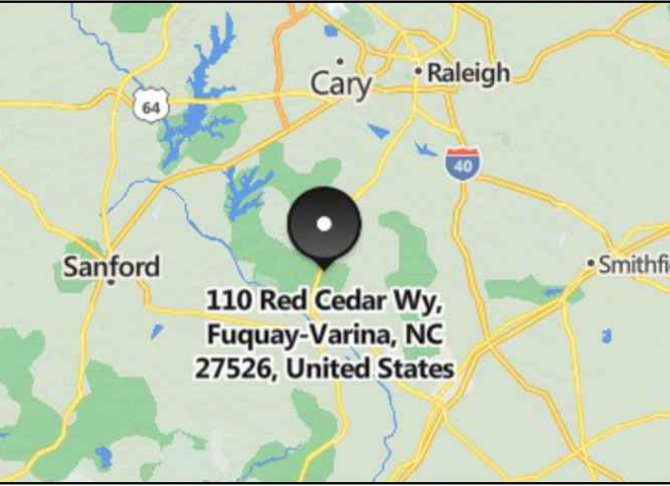 Cary
Raleigh
64
40
Sanford
Smithfi
110 Red Cedar Wy,
Fuquay-Varina, NC
27526, United States